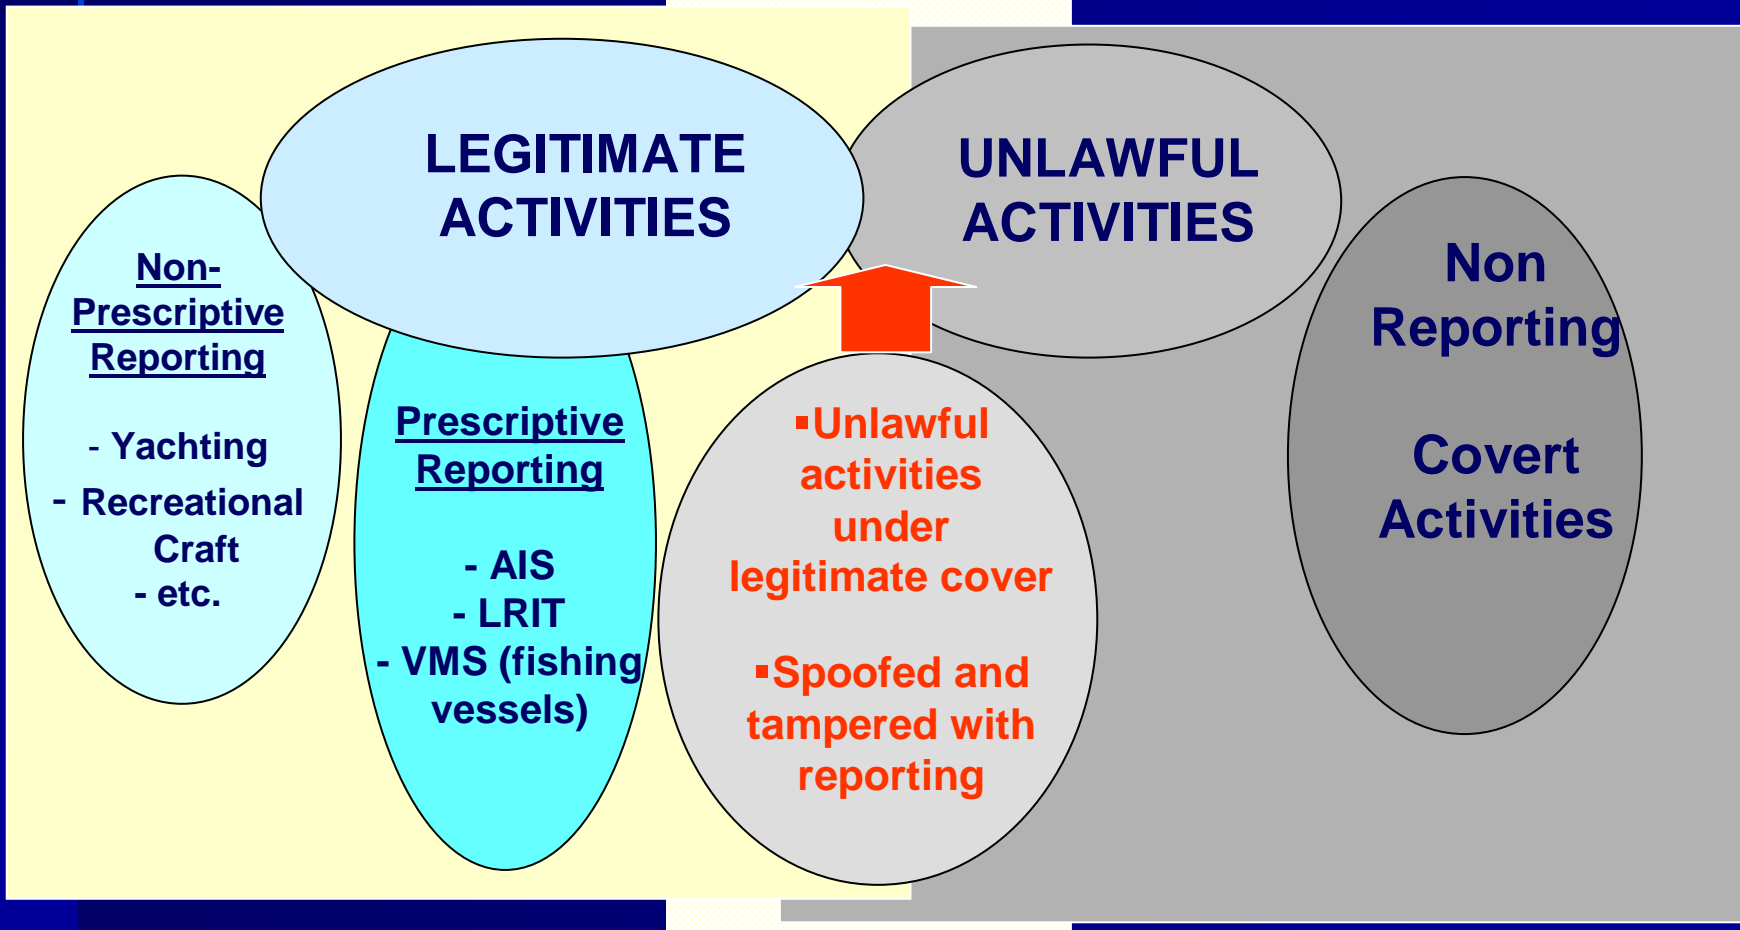 LEGITIMATE
ACTIVITIES
UNLAWFUL
ACTIVITIES
Non-
Prescriptive
Reporting
- Yachting
- Recreational
Craft
- etc.
Prescriptive
Reporting
- AIS
- LRIT
- VMS (fishing
vessels)
▪Unlawful
activities
under
legitimate cover
▪Spoofed and
tampered with
reporting
Non
Reporting
Covert
Activities